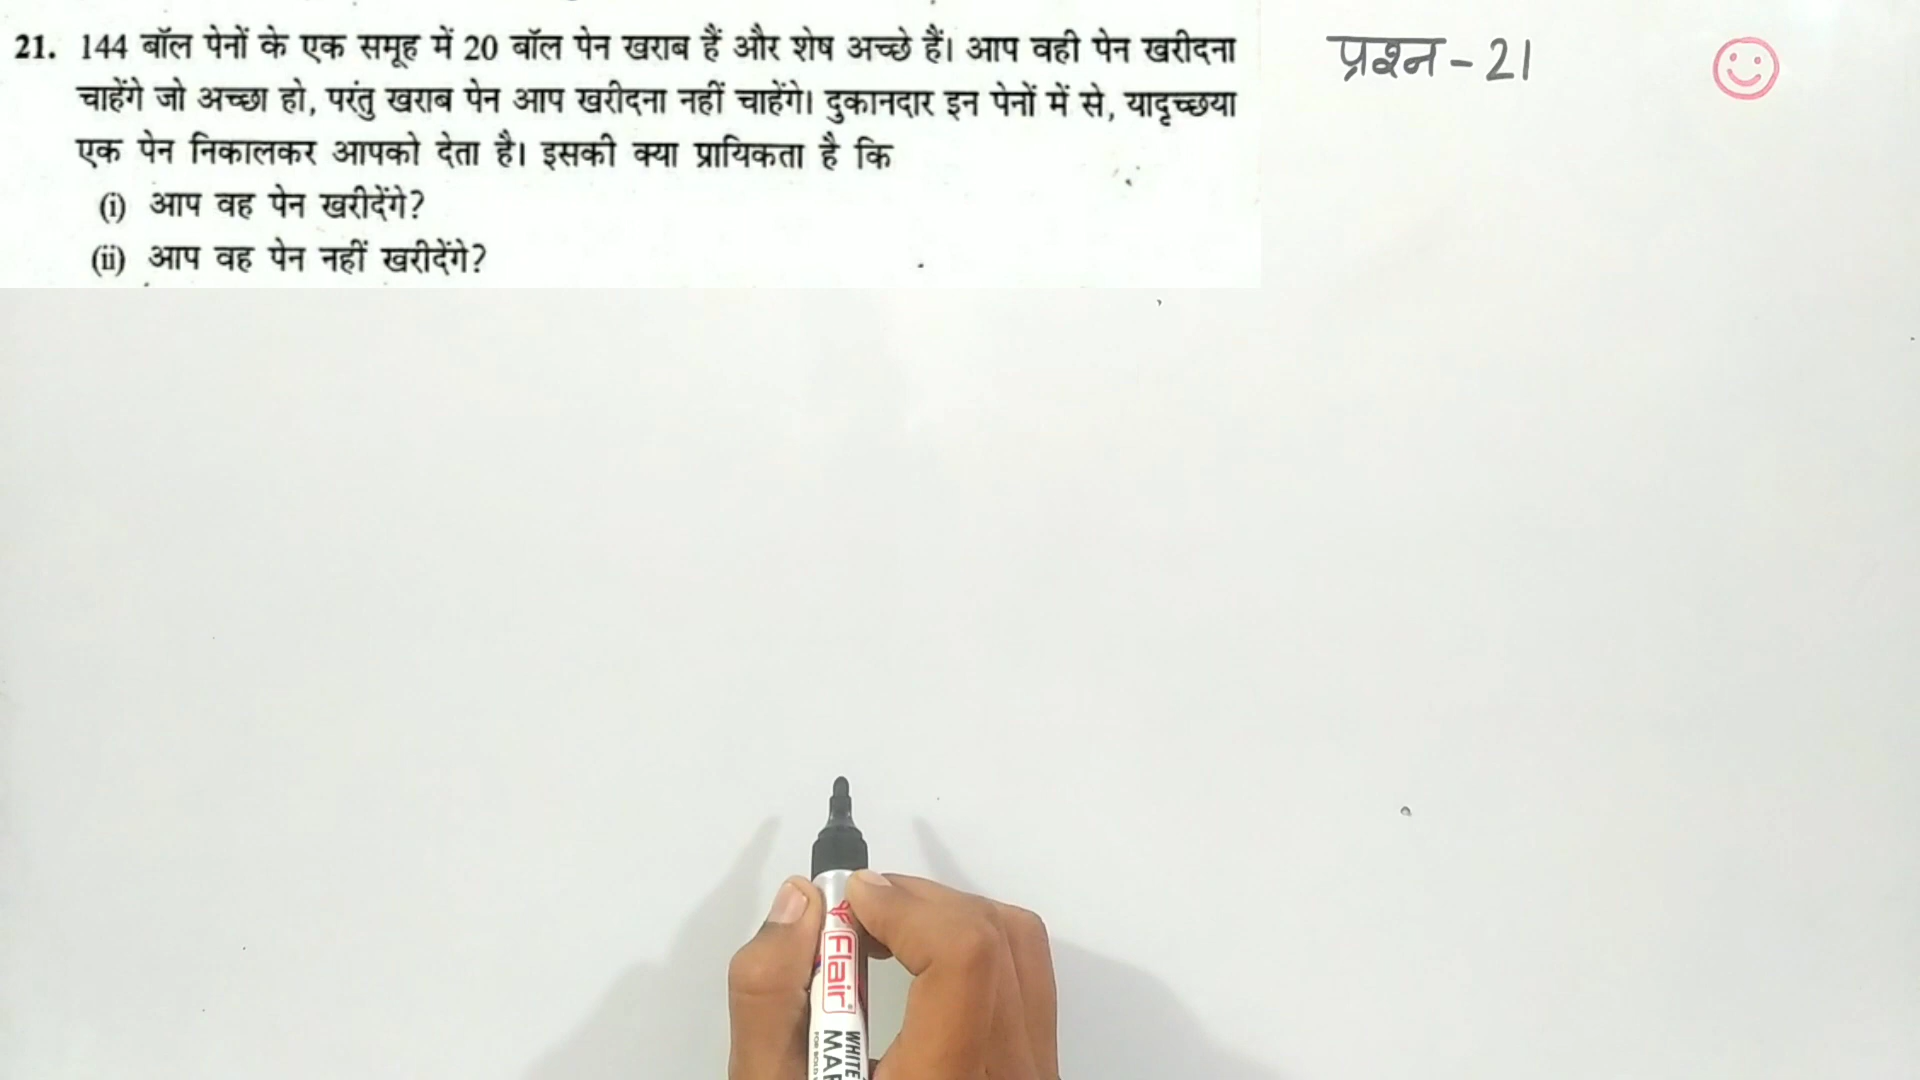 21. 144 बॉल पेनों के एक समूह में 20 बॉल पेन खराब हैं और शेष अच्छे हैं। आप वही पेन खरीदना
चाहेंगे जो अच्छा हो, परंतु खराब पेन आप खरीदना नहीं चाहेंगे। दुकानदार इन पेनों में से, यादृच्छया
एक पेन निकालकर आपको देता है। इसकी क्या प्रायिकता है कि
(i) आप वह पेन खरीदेंगे?
(ii) आप वह पेन नहीं खरीदेंगे?
प्रश्न - 21
Flair
WHITE
MAR